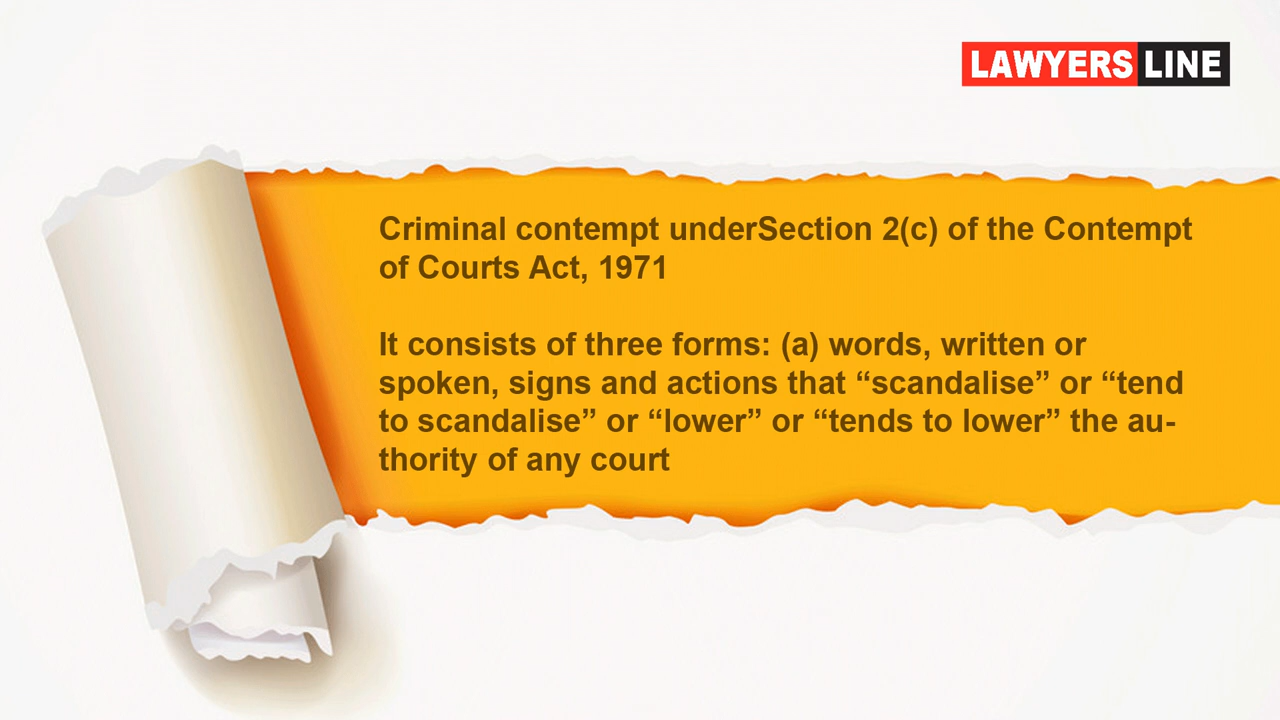 LAWYERS LINE
Criminal contempt underSection 2(c) of the Contempt
of Courts Act, 1971
It consists of three forms: (a) words, written or
spoken, signs and actions that “scandalise” or “tend
to scandalise” or “lower” or “tends to lower” the au-
thority of any court